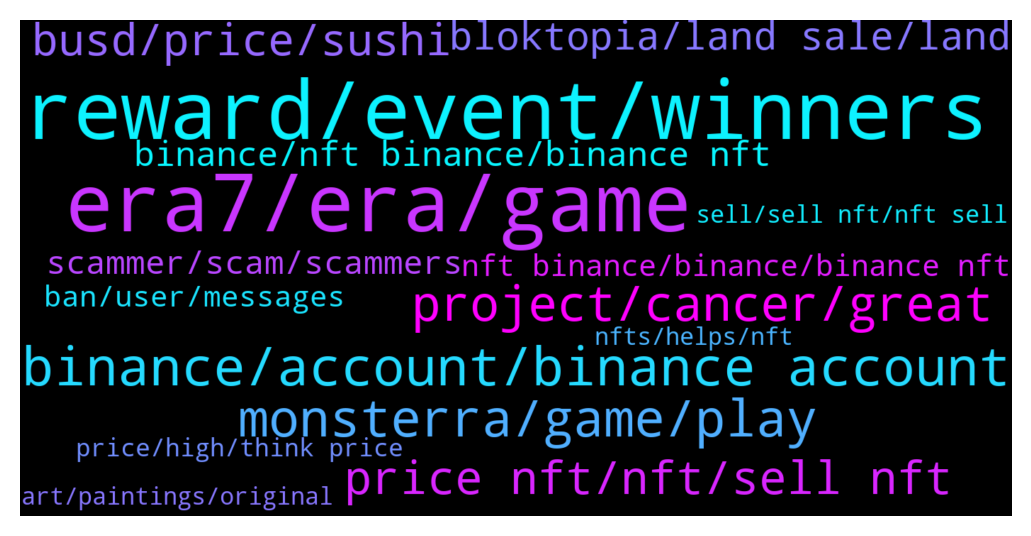 busd/price/sushi
bloktopia/land sale/land
reward/event/winners
binance/nft binance/binance nft
era7/era/game
sell/sell nft/nft sell
scammer/scam/scammers
nft binance/binance/binance nft
ban/user/messages
project/cancer/great
nfts/helps/nft
binance/account/binance account
monsterra/game/play
price/high/think price
price nft/nft/sell nft
art/paintings/original